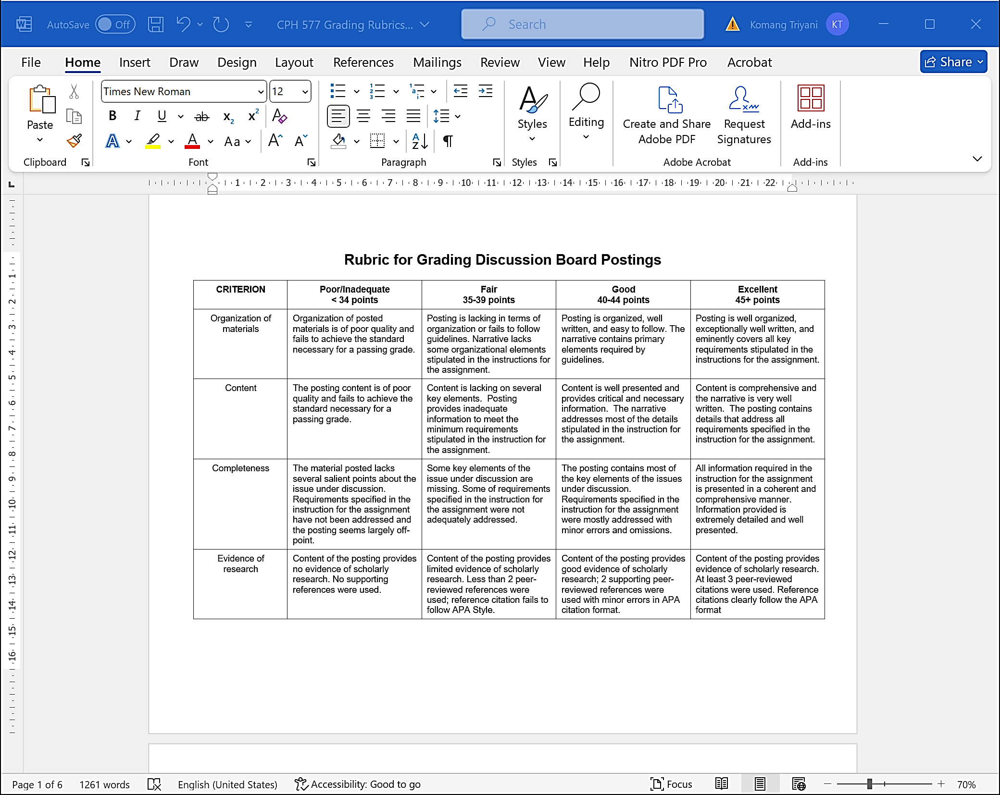 AutoSave Off CPH 577 Grading Rubrics... Search Komang Triyani KT
File Home Insert Draw Design Layout References Mailings Review View Help Nitro PDF Pro Acrobat Share
Times New Roman 12
Paste
Styles
Editing
Create and Share
Adobe PDF
Request
Signatures
Add-ins
Clipboard Font Paragraph Styles Adobe Acrobat Add-ins
1 2 3 4 5 6 7 8 9 10 11 12 13 14 15 16 17 18 19 20 21 22
1 2 3 4 5 6 7 8 9 10 11 12 13 14 15 16
Rubric for Grading Discussion Board Postings
CRITERION
Poor/Inadequate
< 34 points
Fair
35-39 points
Good
40-44 points
Excellent
45+ points
Organization of
materials
Organization of posted
materials is of poor quality and
fails to achieve the standard
necessary for a passing grade.
Posting is lacking in terms of
organization or fails to follow
guidelines. Narrative lacks
some organizational elements
stipulated in the instructions for
the assignment.
Posting is organized, well
written, and easy to follow. The
narrative contains primary
elements required by
guidelines.
Posting is well organized,
exceptionally well written, and
eminently covers all key
requirements stipulated in the
instructions for the assignment.
Content
The posting content is of poor
quality and fails to achieve the
standard necessary for a
passing grade.
Content is lacking on several
key elements.  Posting
provides inadequate
information to meet the
minimum requirements
stipulated in the instruction for
the assignment.
Content is well presented and
provides critical and necessary
information.  The narrative
addresses most of the details
stipulated in the instruction for
the assignment.
Content is comprehensive and
the narrative is very well
written.  The posting contains
details that address all
requirements specified in the
instruction for the assignment.
Completeness
The material posted lacks
several salient points about the
issue under discussion.
Requirements specified in the
instruction for the assignment
have not been addressed and
the posting seems largely off-
point.
Some key elements of the
issue under discussion are
missing. Some of requirements
specified in the instruction for
the assignment were not
adequately addressed.
The posting contains most of
the key elements of the issues
under discussion.
Requirements specified in the
instruction for the assignment
were mostly addressed with
minor errors and omissions.
All information required in the
instruction for the assignment
is presented in a coherent and
comprehensive manner.
Information provided is
extremely detailed and well
presented.
Evidence of
research
Content of the posting provides
no evidence of scholarly
research. No supporting
references were used.
Content of the posting provides
limited evidence of scholarly
research. Less than 2 peer-
reviewed references were
used; reference citation fails to
follow APA Style.
Content of the posting provides
good evidence of scholarly
research; 2 supporting peer-
reviewed references were
used with minor errors in APA
citation format.
Content of the posting provides
evidence of scholarly research.
At least 3 peer-reviewed
citations were used. Reference
citations clearly follow the APA
format
Page 1 of 6 1261 words English (United States) Accessibility: Good to go Focus 70%